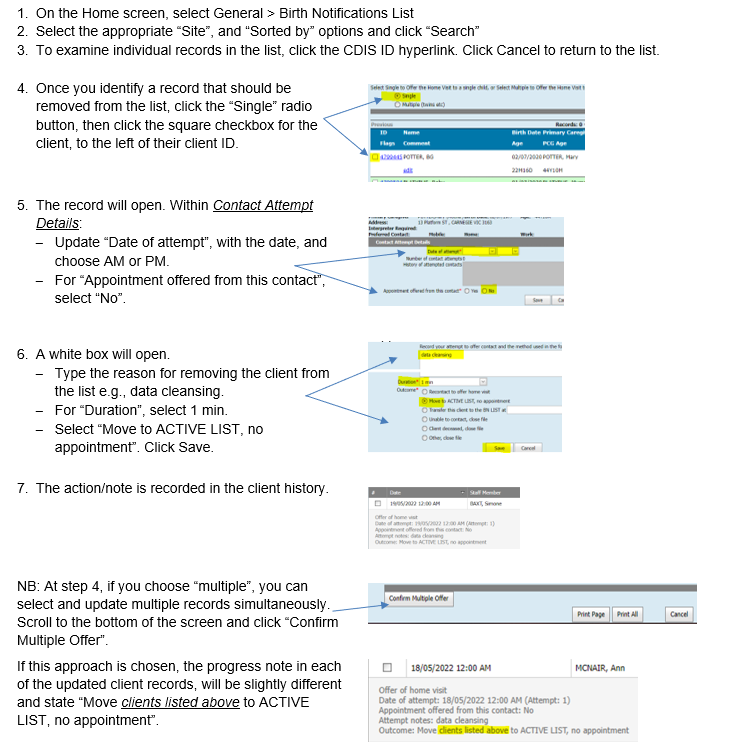 1. On the Home screen, select General > Birth Notifications List
2. Select the appropriate “Site”, and “Sorted by” options and click “Search”
3. To examine individual records in the list, click the CDIS ID hyperlink. Click Cancel to return to the list.
4. Once you identify a record that should be
removed from the list, click the “Single” radio
button, then click the square checkbox for the
client, to the left of their client ID.
Select Single to Offer the Home Visit to a single child, or Select Multiple to Offer the Home Visit t
Single
Multiple (twins etc)
Previous Records: 0
ID Name Birth Date Primary Caregi
Flags Comment Age PCG Age
4700445 POTTER, BG 02/07/2020 POTTER, Mary
edit 22M16D 44Y10M
5. The record will open. Within Contact Attempt
Details:
– Update “Date of attempt”, with the date, and
choose AM or PM.
– For “Appointment offered from this contact”,
select “No”.
Address: 13 Platform ST, CARNEGIE VIC 3163
Interpreter Required:
Preferred Contact: Mobile: Home: Work:
Contact Attempt Details
Date of attempt*
Number of contact attempts
History of attempted contacts
Appointment offered from this contact* Yes No
Save Ca
6. A white box will open.
– Type the reason for removing the client from
the list e.g., data cleansing.
– For “Duration”, select 1 min.
– Select “Move to ACTIVE LIST, no
appointment”. Click Save.
Record your attempt to offer contact and the method used in the fi
data cleansing
Duration* 1 min
Outcome* Recontact to offer home visit
Move to ACTIVE LIST, no appointment
Transfer this client to the BN LIST at
Unable to contact, close file
Client deceased, close file
Other, close file
Save Cancel
7. The action/note is recorded in the client history.
# Date Staff Member
19/05/2022 12:00 AM BAXT, Simone
Offer of home visit
Date of attempt: 19/05/2022 12:00 AM (Attempt: 1)
Appointment offered from this contact: No
Attempt notes: data cleansing
Outcome: Move to ACTIVE LIST, no appointment
NB: At step 4, if you choose “multiple”, you can
select and update multiple records simultaneously.
Scroll to the bottom of the screen and click “Confirm
Multiple Offer”.
Confirm Multiple Offer
Print Page Print All Cancel
If this approach is chosen, the progress note in each
of the updated client records, will be slightly different
and state “Move clients listed above to ACTIVE
LIST, no appointment”.
18/05/2022 12:00 AM MCNAIR, Ann
Offer of home visit
Date of attempt: 18/05/2022 12:00 AM (Attempt: 1)
Appointment offered from this contact: No
Attempt notes: data cleansing
Outcome: Move clients listed above to ACTIVE LIST, no appointment